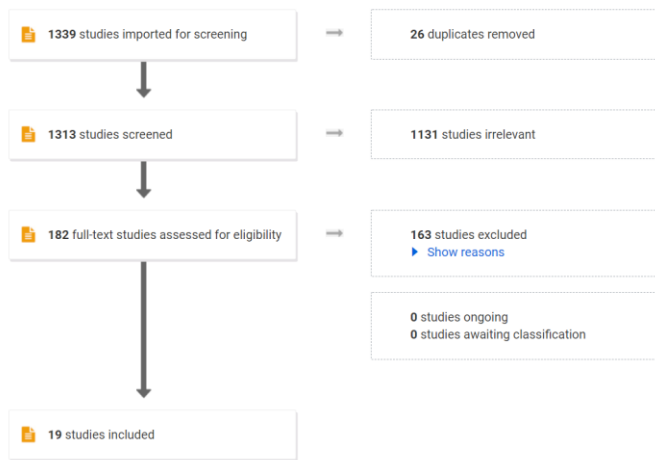 1339 studies imported for screening
26 duplicates removed
1313 studies screened
1131 studies irrelevant
182 full-text studies assessed for eligibility
163 studies excluded
Show reasons
0 studies ongoing
0 studies awaiting classification
19 studies included